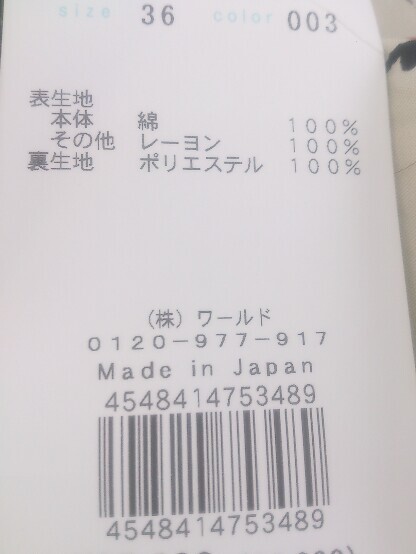 size 36 color 003
表生地
本体 綿 100%
その他 レーヨン 100%
裏生地 ポリエステル 100%
(株)ワールド
0120-977-917
Made in Japan
4548414753489
4548414753489